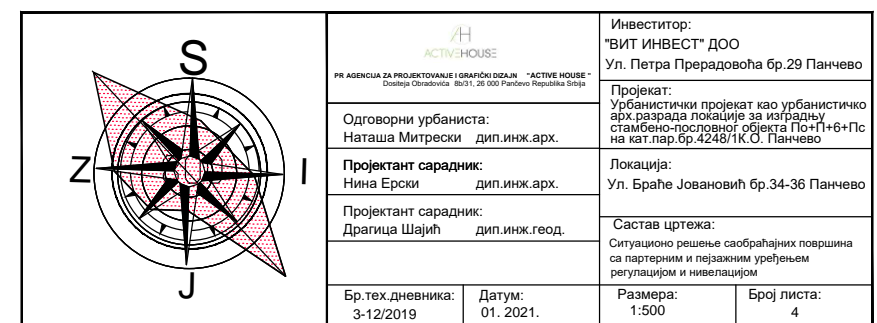 S
Z
I
J
ACTIVEHOUSE
PR AGENCIJA ZA PROJEKTOVANJE I GRAFIČKI DIZAJN "ACTIVE HOUSE "
Dositeja Obradovića 8b/31, 26 000 Pančevo Republika Srbija
Одговорни урбаниста:
Наташа Митрески дип.инж.арх.
Пројектант сарадник:
Нина Ерски дип.инж.арх.
Пројектант сарадник:
Драгица Шајић дип.инж.геод.
Бр.тех.дневника:
3-12/2019
Датум:
01. 2021.
Инвеститор:
"ВИТ ИНВЕСТ" ДОО
Ул. Петра Прерадовоћа бр.29 Панчево
Пројекат:
Урбанистички пројекат као урбанистичко
арх.разрада локације за изградњу
стамбено-пословног објекта По+П+6+Пс
на кат.пар.бр.4248/1К.О. Панчево
Локација:
Ул. Браће Јовановић бр.34-36 Панчево
Састав цртежа:
Ситуационо решење саобраћајних површина
са партерним и пејзажним уређењем
регулацијом и нивелацијом
Размера:
1:500
Број листа:
4